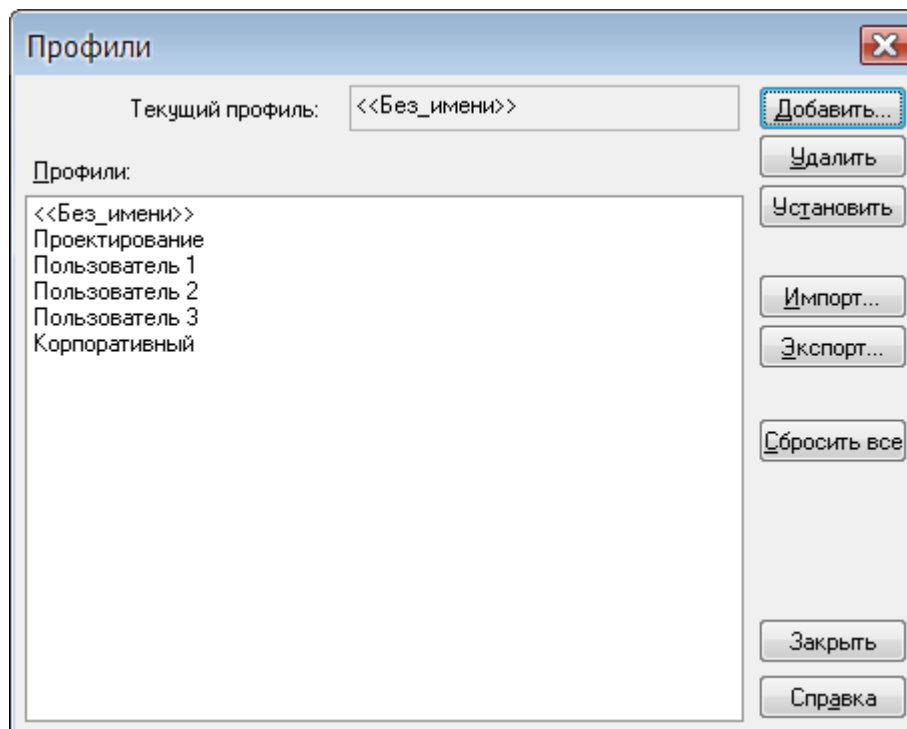 Профили
Текущий профиль: <<Без_имени>>
Добавить...
Удалить
Профили:
Установить
<<Без_имени>>
Проектирование
Пользователь 1
Пользователь 2
Пользователь 3
Корпоративный
Импорт...
Экспорт...
Сбросить все
Закрыть
Справка